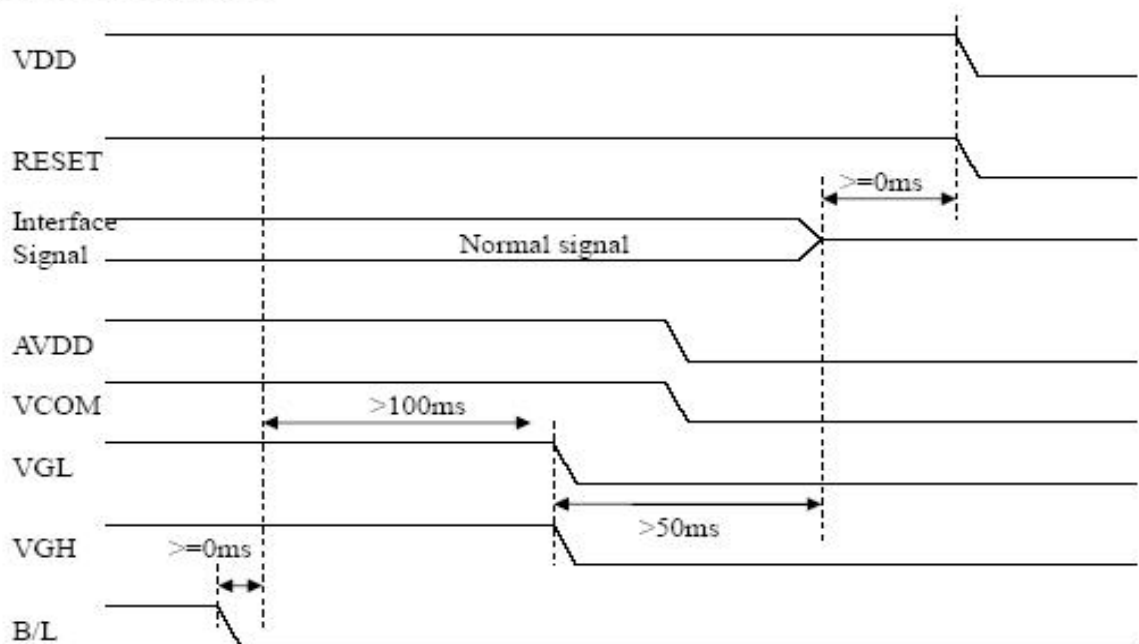 VDD
RESET
>=0ms
Interface
Signal
Normal signal
AVDD
VCOM
>100ms
VGL
>50ms
VGH
>=0ms
B/L